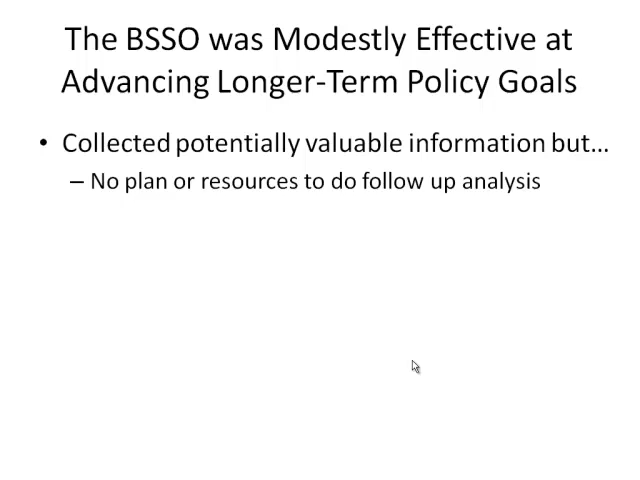 The BSSO was Modestly Effective at
Advancing Longer-Term Policy Goals
• Collected potentially valuable information but…
– No plan or resources to do follow up analysis